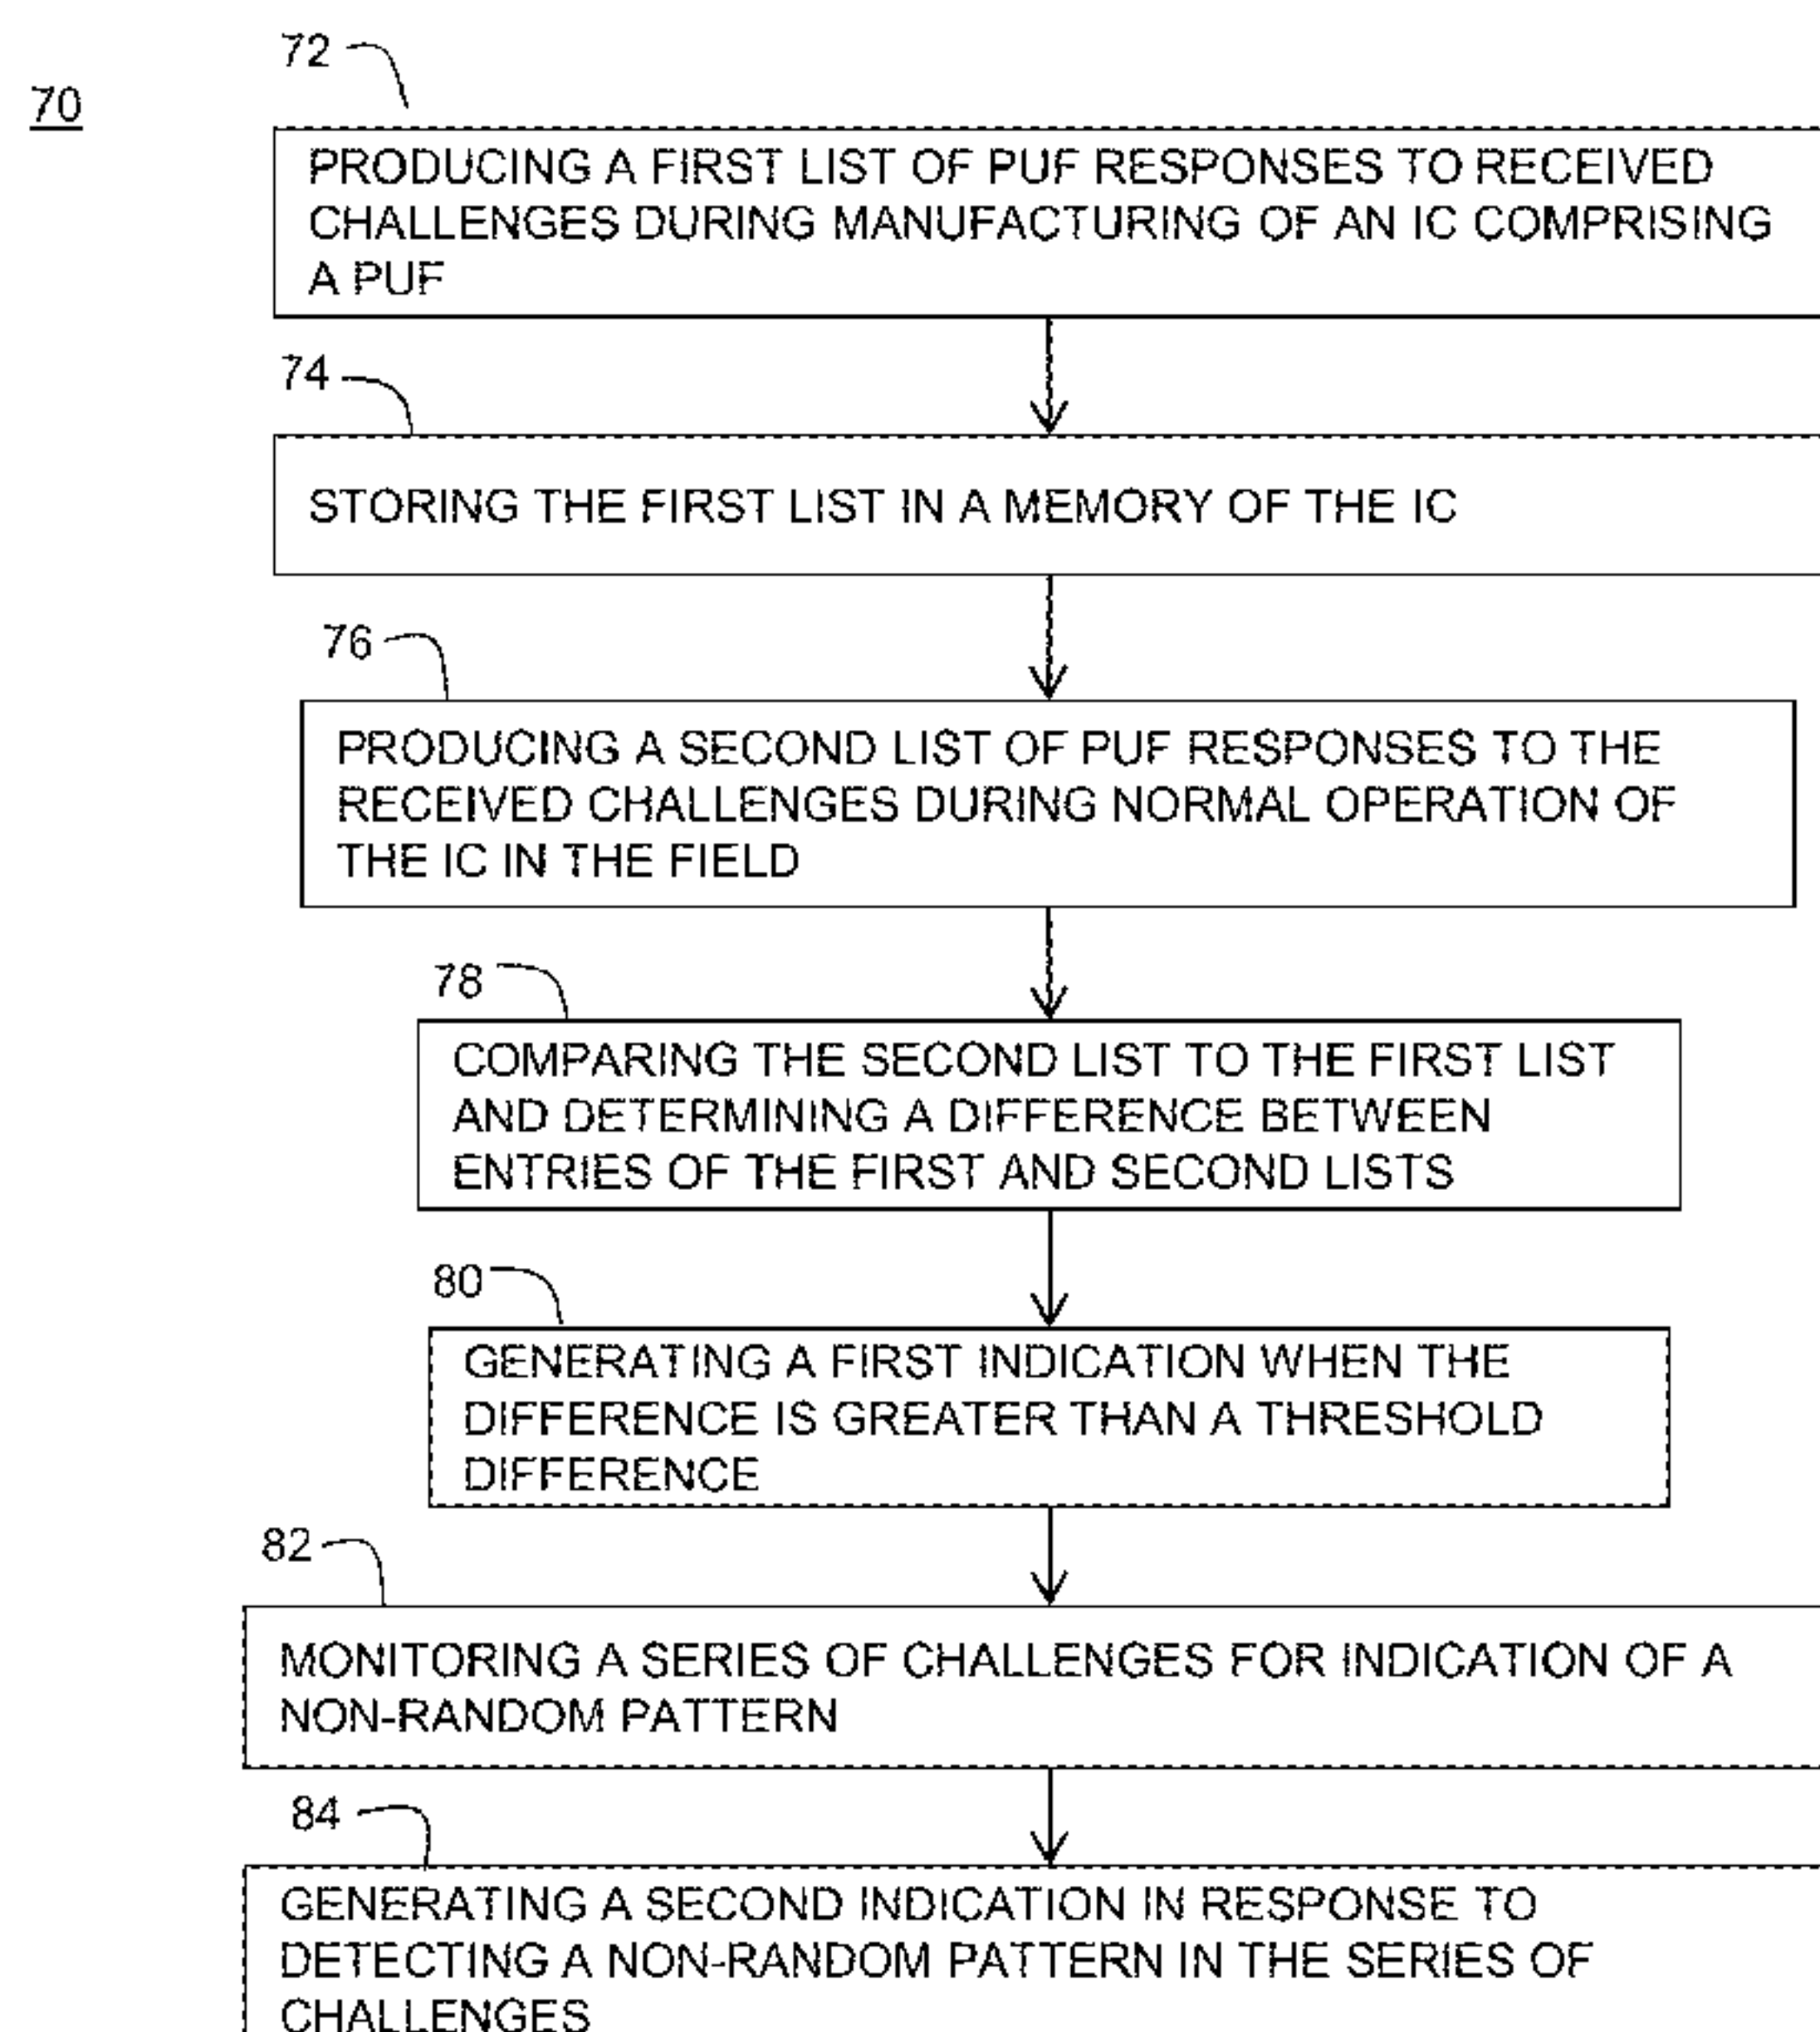 72
70
PRODUCING A FIRST LIST OF PUF RESPONSES TO RECEIVED
CHALLENGES DURING MANUFACTURING OF AN IC COMPRISING
A PUF
74
STORING THE FIRST LIST IN A MEMORY OF THE IC
76
PRODUCING A SECOND LIST OF PUF RESPONSES TO THE
RECEIVED CHALLENGES DURING NORMAL OPERATION OF
THE IC IN THE FIELD
78
COMPARING THE SECOND LIST TO THE FIRST LIST
AND DETERMINING A DIFFERENCE BETWEEN
ENTRIES OF THE FIRST AND SECOND LISTS
80
GENERATING A FIRST INDICATION WHEN THE
DIFFERENCE IS GREATER THAN A THRESHOLD
DIFFERENCE
82
MONITORING A SERIES OF CHALLENGES FOR INDICATION OF A
NON-RANDOM PATTERN
84
GENERATING A SECOND INDICATION IN RESPONSE TO
DETECTING A NON-RANDOM PATTERN IN THE SERIES OF
CHALLENGES